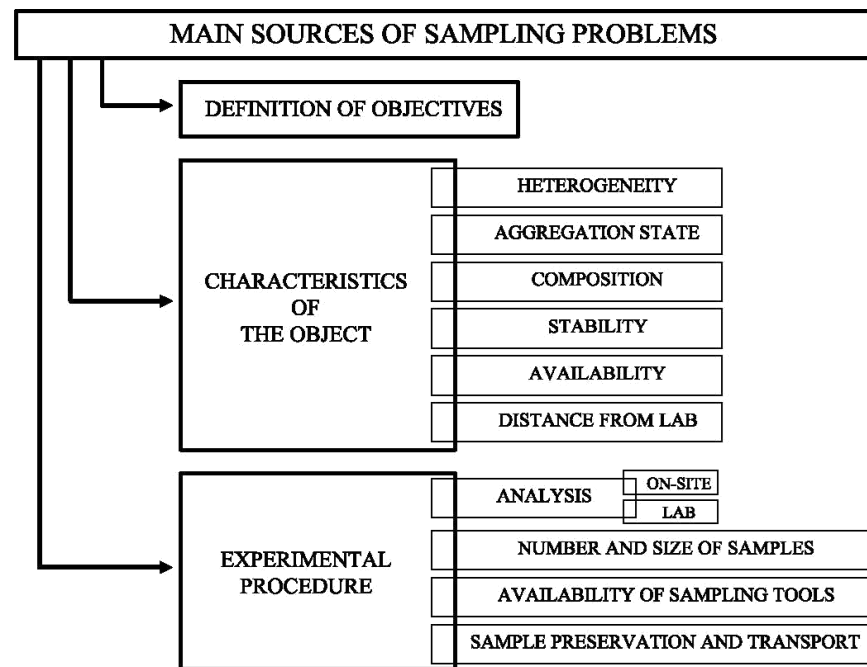 MAIN SOURCES OF SAMPLING PROBLEMS
DEFINITION OF OBJECTIVES
CHARACTERISTICS
OF
THE OBJECT
HETEROGENEITY
AGGREGATION STATE
COMPOSITION
STABILITY
AVAILABILITY
DISTANCE FROM LAB
EXPERIMENTAL
PROCEDURE
ANALYSIS
ON-SITE
LAB
NUMBER AND SIZE OF SAMPLES
AVAILABILITY OF SAMPLING TOOLS
SAMPLE PRESERVATION AND TRANSPORT